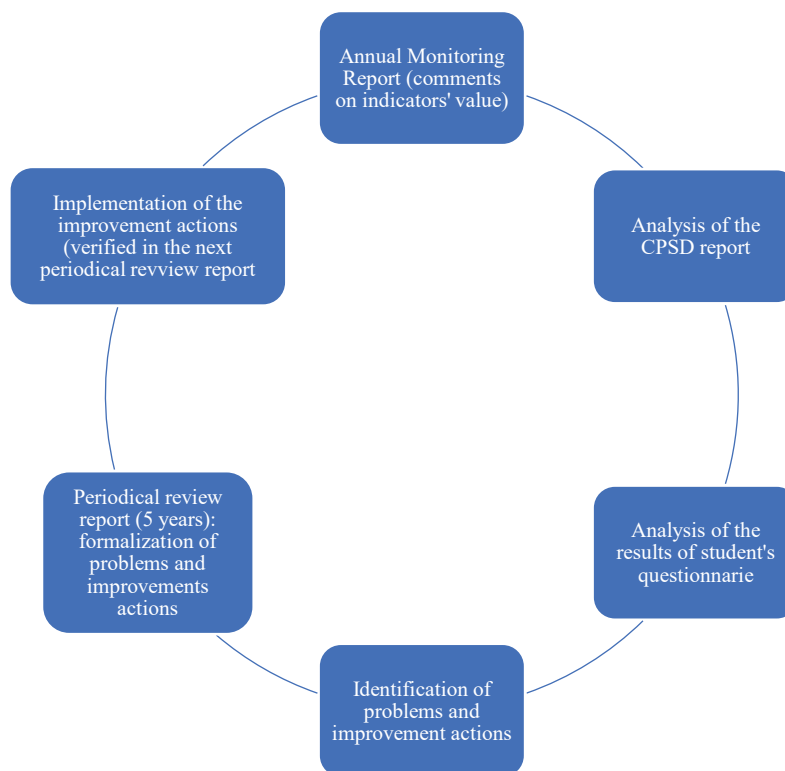 Annual Monitoring
Report (comments
on indicators' value)
Analysis of the
CPSD report
Analysis of the
results of student's
questionnarie
Identification of
problems and
improvement actions
Periodical review
report (5 years):
formalization of
problems and
improvements
actions
Implementation of the
improvement actions
(verified in the next
periodical revview report